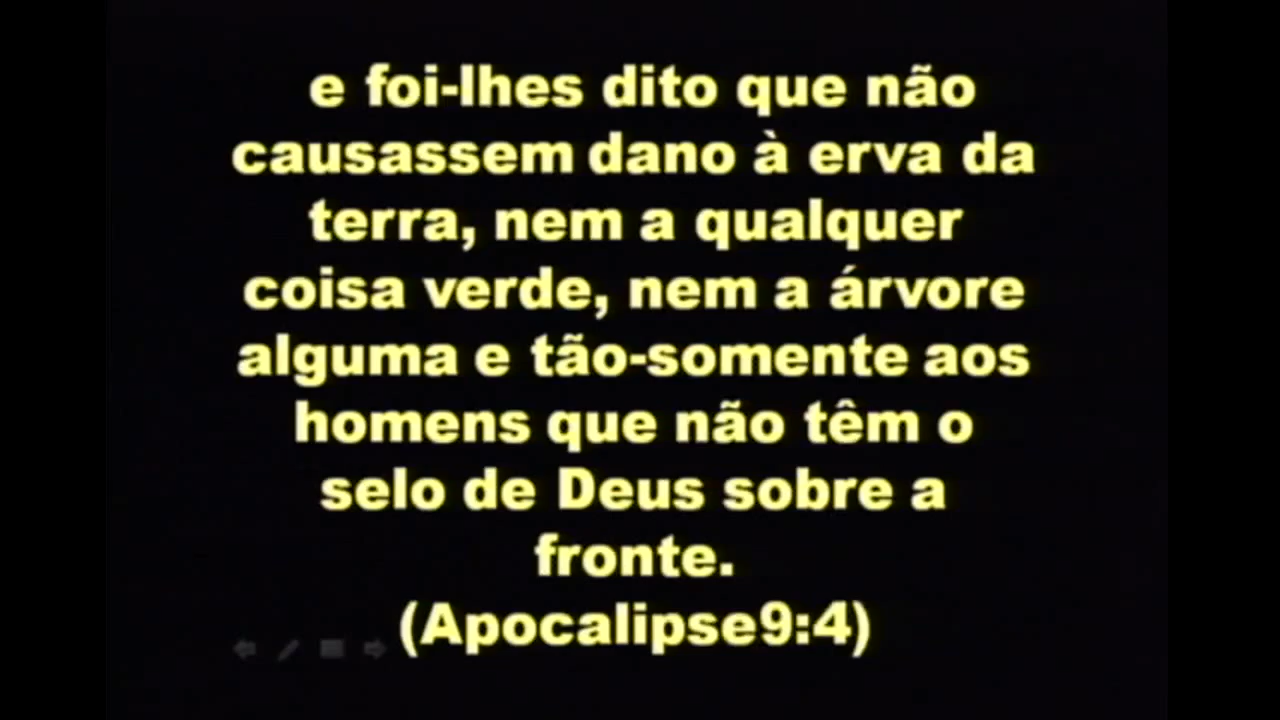 e foi-lhes dito que não
causassem dano à erva da
terra, nem a qualquer
coisa verde, nem a árvore
alguma e tão-somente aos
homens que não têm o
selo de Deus sobre a
fronte.
(Apocalipse9:4)